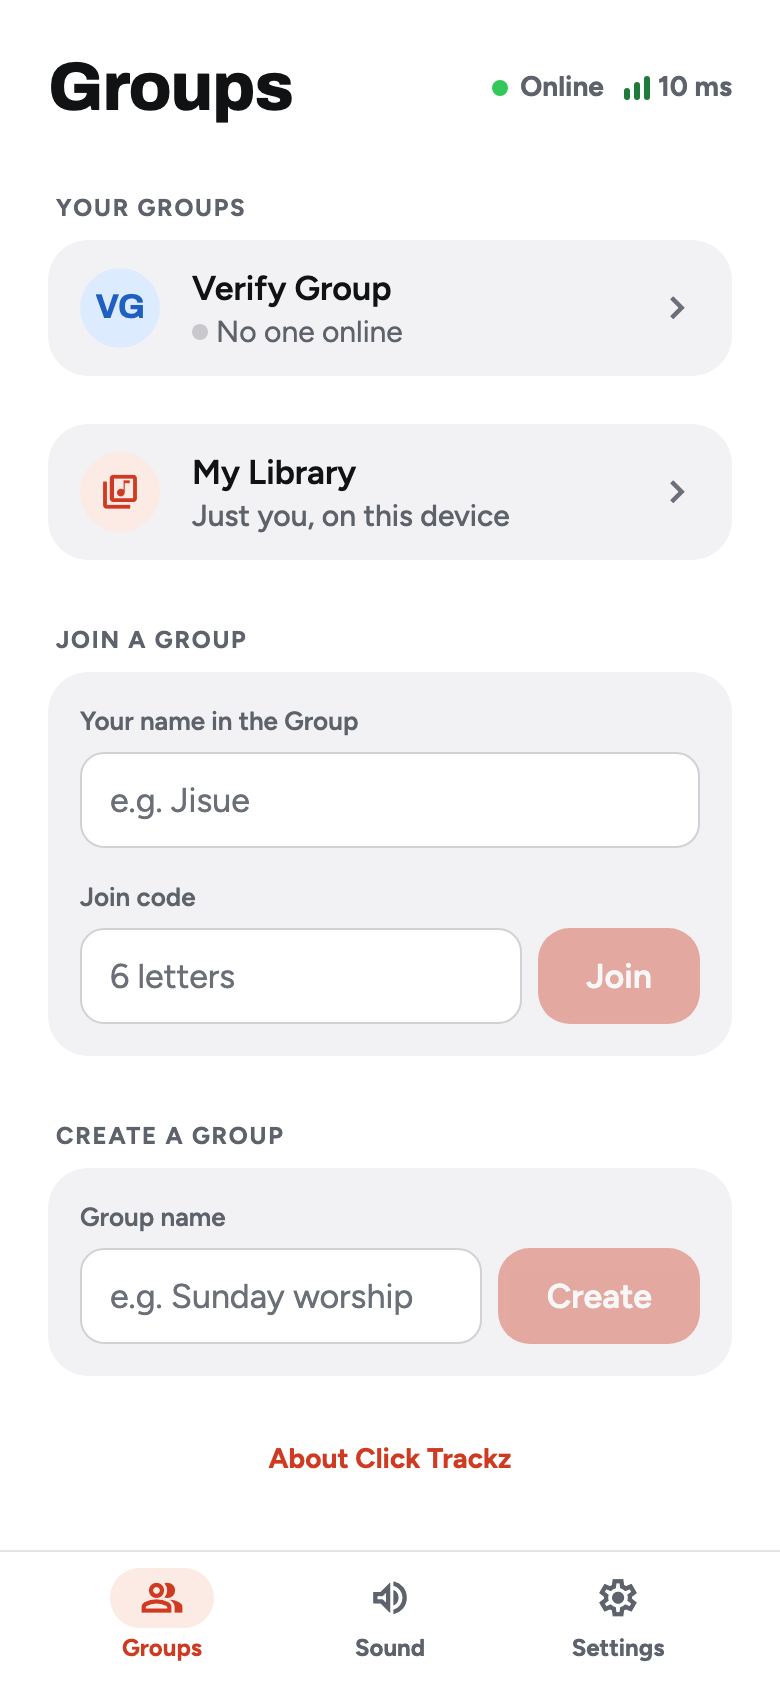 Groups
Online 10 ms
YOUR GROUPS
VG
Verify Group
No one online
My Library
Just you, on this device
JOIN A GROUP
Your name in the Group
e.g. Jisue
Join code
6 letters
Join
CREATE A GROUP
Group name
e.g. Sunday worship
Create
About Click Trackz
Groups
Sound
Settings